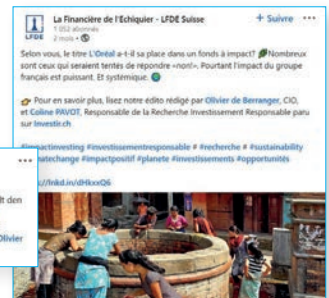 La Financière de l'Echiquier - LFDE Suisse
1 052 abonnés
2 mois •
+ Suivre ...
LFDE
Selon vous, le titre L'Oréal a-t-il sa place dans un fonds à impact? Nombreux
sont ceux qui seraient tentés de répondre «non!». Pourtant l'impact du groupe
français est puissant. Et systémique.
Pour en savoir plus, lisez notre édito rédigé par Olivier de Berranger, CIO,
et Coline PAVOT, Responsable de la Recherche Investissement Responsable paru
sur Investir.ch
#impactinvesting #investissementresponsable # #recherche # #sustainability
matechange #impactpositif #planete #investissements #opportunités
//lnkd.in/dHkxxQ6
...
lt den
Olivier